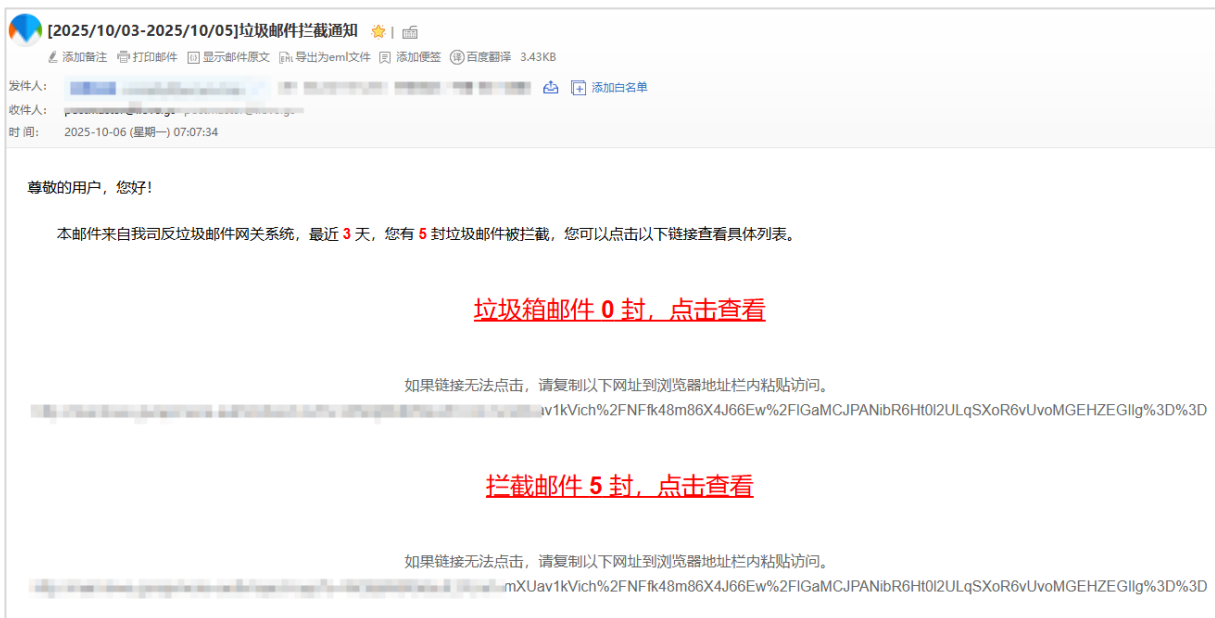 [2025/10/03-2025/10/05]垃圾邮件拦截通知
添加备注 打印邮件 显示邮件原文 导出为eml文件 添加便签 百度翻译 3.43KB
发件人: 添加白名单
收件人:
时 间: 2025-10-06 (星期一) 07:07:34
尊敬的用户，您好！
本邮件来自我司反垃圾邮件网关系统，最近 3 天，您有 5 封垃圾邮件被拦截，您可以点击以下链接查看具体列表。
垃圾箱邮件 0 封，点击查看
如果链接无法点击，请复制以下网址到浏览器地址栏内粘贴访问。
av1kVich%2FNFfk48m86X4J66Ew%2FlGaMCJPANibR6Ht0l2ULqSXoR6vUvoMGEHZEGIlg%3D%3D
拦截邮件 5 封，点击查看
如果链接无法点击，请复制以下网址到浏览器地址栏内粘贴访问。
mXUav1kVich%2FNFfk48m86X4J66Ew%2FlGaMCJPANibR6Ht0l2ULqSXoR6vUvoMGEHZEGIlg%3D%3D